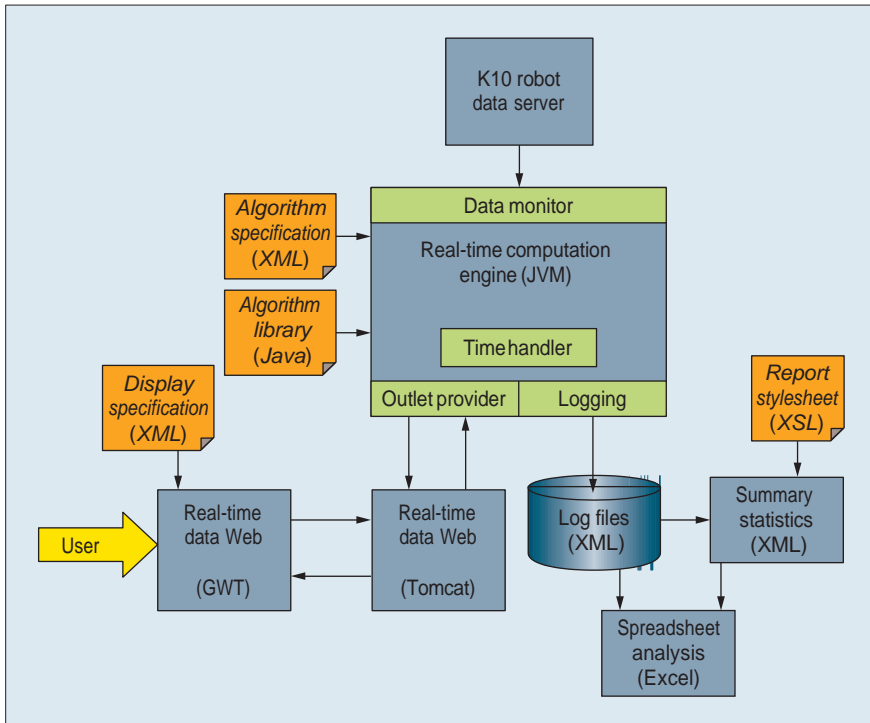 K10 robot
data server
Data monitor
Algorithm
specification
(XML)
Real-time computation
engine (JVM)
Algorithm
library
(Java)
Time handler
Display
specification
(XML)
Outlet provider
Logging
Report
stylesheet
(XSL)
User
Real-time
data Web
(GWT)
Real-time
data Web
(Tomcat)
Log files
(XML)
Summary
statistics
(XML)
Spreadsheet
analysis
(Excel)